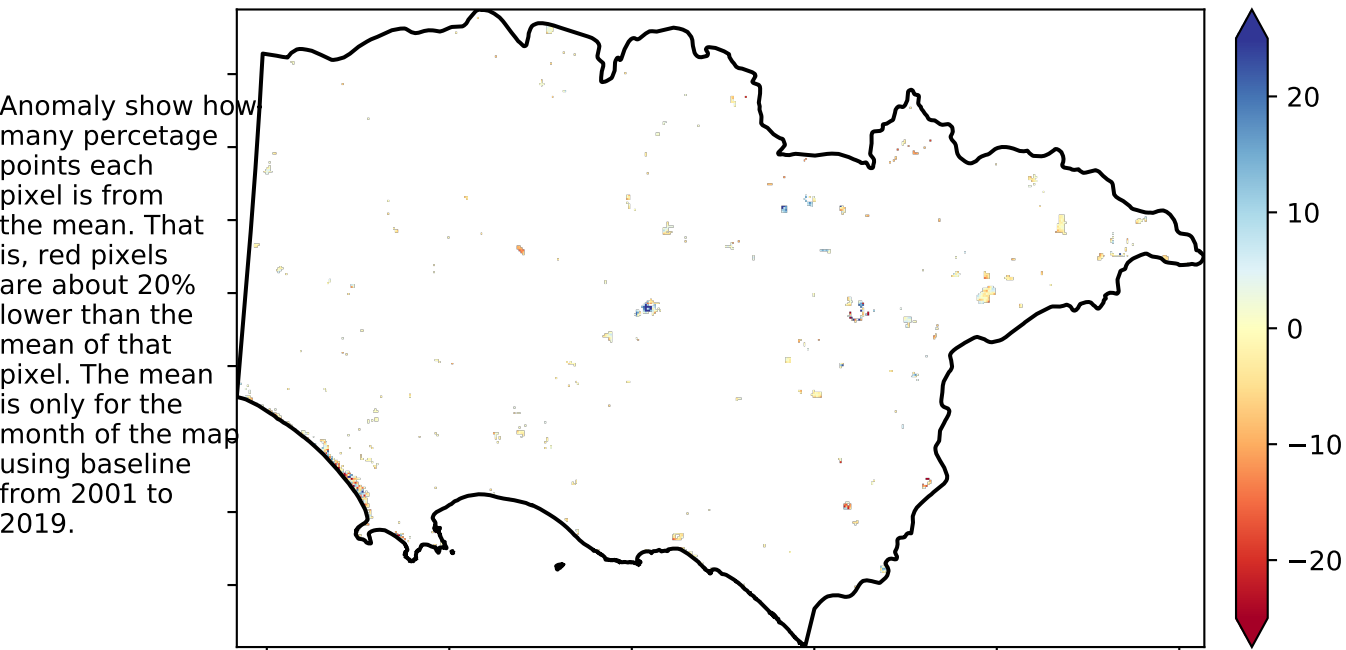 Anomaly show how
many percetage
points each
pixel is from
the mean. That
is, red pixels
are about 20%
lower than the
mean of that
pixel. The mean
is only for the
month of the map
using baseline
from 2001 to
2019.
20
10
0
−10
−20